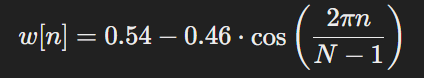 w[n] = 0.54 − 0.46 · cos(2πn / (N − 1))